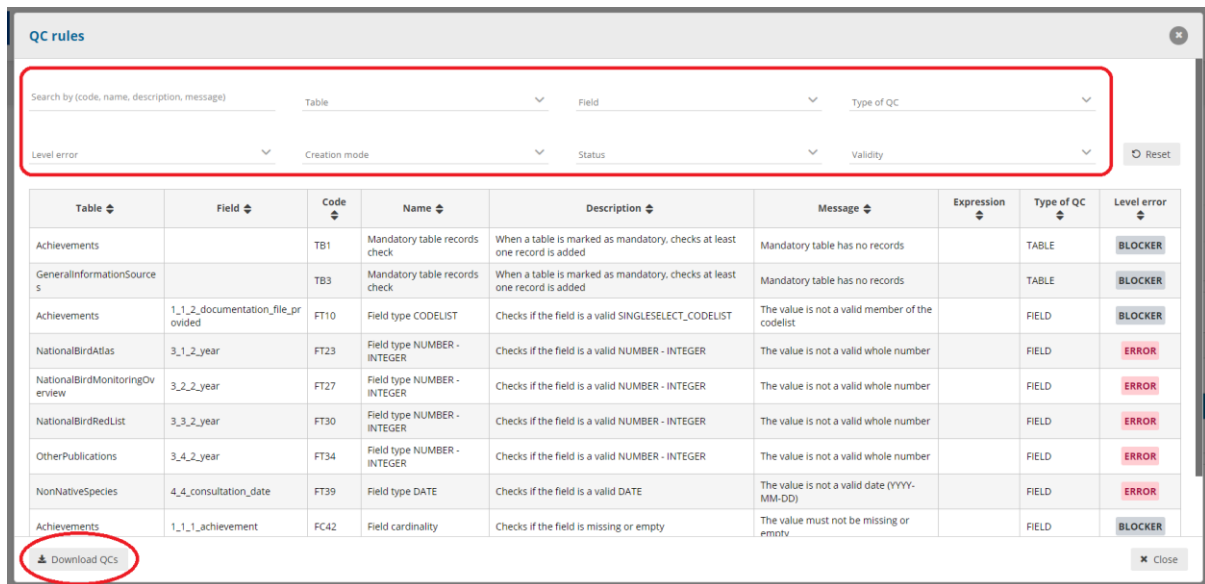 QC rules
Search by (code, name, description, message)
Table
Field
Type of QC
Level error
Creation mode
Status
Validity
Reset
Table Field Code Name Description Message Expression Type of QC Level error
Achievements TB1 Mandatory table records check When a table is marked as mandatory, checks at least one record is added Mandatory table has no records TABLE BLOCKER
GeneralInformationSources TB3 Mandatory table records check When a table is marked as mandatory, checks at least one record is added Mandatory table has no records TABLE BLOCKER
Achievements 1_1_2_documentation_file_provided FT10 Field type CODELIST Checks if the field is a valid SINGLESELECT_CODELIST The value is not a valid member of the codelist FIELD BLOCKER
NationalBirdAtlas 3_1_2_year FT23 Field type NUMBER - INTEGER Checks if the field is a valid NUMBER - INTEGER The value is not a valid whole number FIELD ERROR
NationalBirdMonitoringOverview 3_2_2_year FT27 Field type NUMBER - INTEGER Checks if the field is a valid NUMBER - INTEGER The value is not a valid whole number FIELD ERROR
NationalBirdRedList 3_3_2_year FT30 Field type NUMBER - INTEGER Checks if the field is a valid NUMBER - INTEGER The value is not a valid whole number FIELD ERROR
OtherPublications 3_4_2_year FT34 Field type NUMBER - INTEGER Checks if the field is a valid NUMBER - INTEGER The value is not a valid whole number FIELD ERROR
NonNativeSpecies 4_4_consultation_date FT39 Field type DATE Checks if the field is a valid DATE The value is not a valid date (YYYY-MM-DD) FIELD ERROR
Achievements 1_1_1_achievement FC42 Field cardinality Checks if the field is missing or empty The value must not be missing or empty FIELD BLOCKER
Download QCs
Close